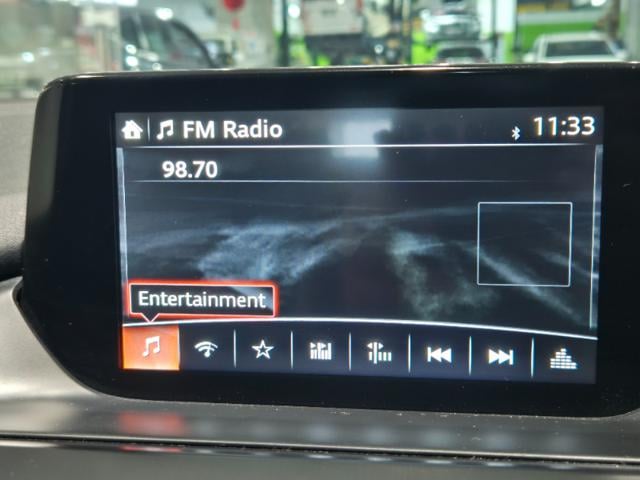 FM Radio
11:33
98.70
Entertainment